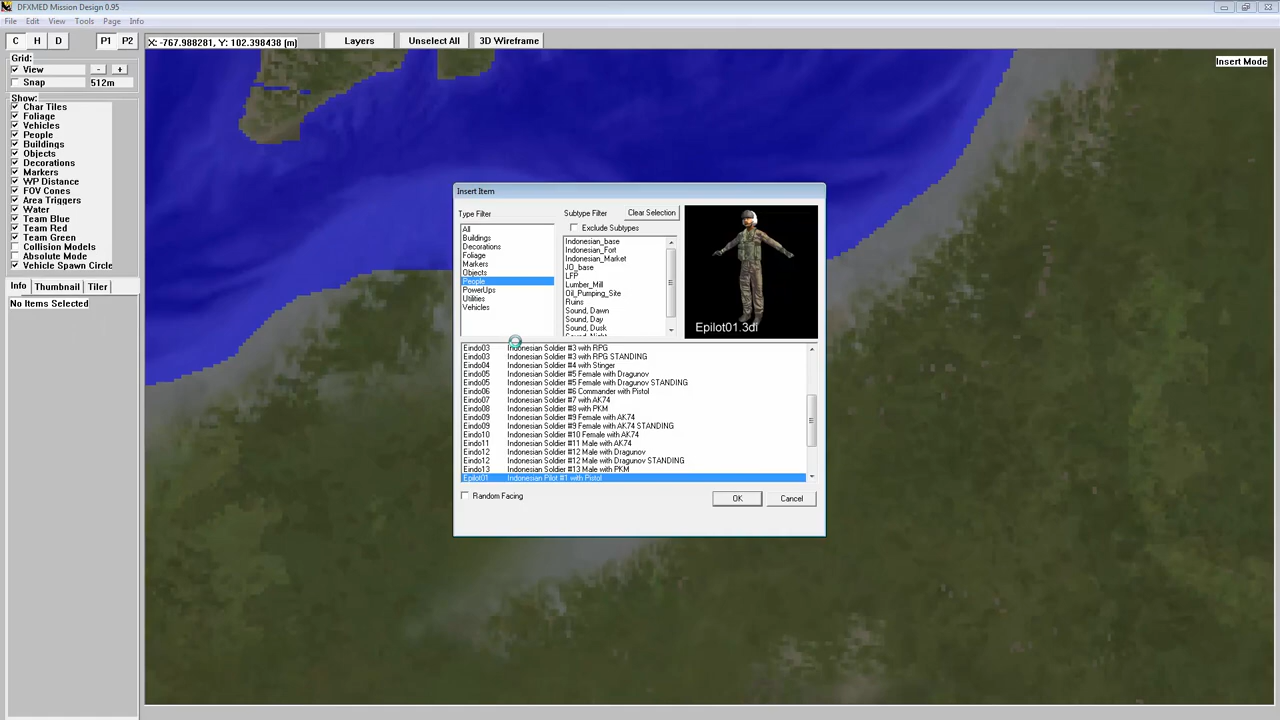 DFXMED Mission Design 0.95
File Edit View Tools Page Info
C H D P1 P2 X: -767.988281, Y: 102.398438 (m) Layers Unselect All 3D Wireframe
Grid:
View - +
Snap 512m
Show:
Char Tiles
Foliage
Vehicles
People
Buildings
Objects
Decorations
Markers
WP Distance
FOV Cones
Area Triggers
Water
Team Blue
Team Red
Team Green
Collision Models
Absolute Mode
Vehicle Spawn Circle
Info Thumbnail Tiler
No Items Selected
Insert Mode
Insert Item
Type Filter
All
Buildings
Decorations
Foliage
Markers
Objects
People
PowerUps
Utilities
Vehicles
Subtype Filter Clear Selection
Exclude Subtypes
Indonesian_base
Indonesian_Fort
Indonesian_Market
JO_base
LFP
Lumber_Mill
Oil_Pumping_Site
Ruins
Sound, Dawn
Sound, Day
Sound, Dusk
Epilot01.3di
Eindo03 Indonesian Soldier #3 with RPG
Eindo03 Indonesian Soldier #3 with RPG STANDING
Eindo04 Indonesian Soldier #4 with Stinger
Eindo05 Indonesian Soldier #5 Female with Dragunov
Eindo05 Indonesian Soldier #5 Female with Dragunov STANDING
Eindo06 Indonesian Soldier #6 Commander with Pistol
Eindo07 Indonesian Soldier #7 with AK74
Eindo08 Indonesian Soldier #8 with PKM
Eindo09 Indonesian Soldier #9 Female with AK74
Eindo09 Indonesian Soldier #9 Female with AK74 STANDING
Eindo10 Indonesian Soldier #10 Female with AK74
Eindo11 Indonesian Soldier #11 Male with AK74
Eindo12 Indonesian Soldier #12 Male with Dragunov
Eindo12 Indonesian Soldier #12 Male with Dragunov STANDING
Eindo13 Indonesian Soldier #13 Male with PKM
Epilot01 Indonesian Pilot #1 with Pistol
Random Facing OK Cancel